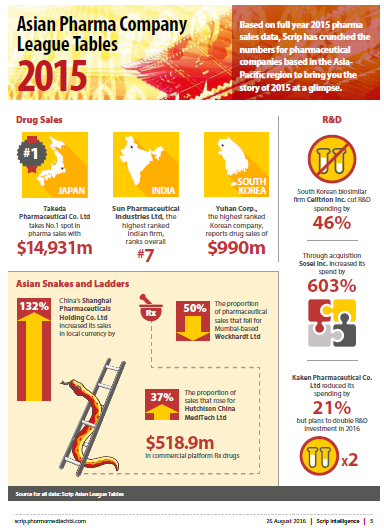 Asian Pharma Company
League Tables
2015
Based on full year 2015 pharma
sales data, Scrip has crunched the
numbers for pharmaceutical
companies based in the Asia-
Pacific region to bring you the
story of 2015 at a glimpse.
Drug Sales
#1
JAPAN
INDIA
SOUTH
KOREA
Takeda
Pharmaceutical Co. Ltd
takes No.1 spot in
pharma sales with
$14,931m
Sun Pharmaceutical
Industries Ltd, the
highest ranked
Indian firm,
ranks overall
#7
Yuhan Corp.,
the highest ranked
Korean company,
reports drug sales of
$990m
R&D
South Korean biosimilar
firm Celltrion Inc. cut R&D
spending by
46%
Through acquisition
Sosei Inc. increased its
spend by
603%
Kaken Pharmaceutical Co.
Ltd reduced its
spending by
21%
but plans to double R&D
investment in 2016
x2
Asian Snakes and Ladders
132%
China's Shanghai
Pharmaceuticals
Holding Co. Ltd
increased its sales
in local currency by
Rx
50%
The proportion
of pharmaceutical
sales that fell for
Mumbai-based
Wockhardt Ltd
37%
The proportion of
sales that rose for
Hutchison China
MediTech Ltd
$518.9m
in commercial platform Rx drugs
Source for all data: Scrip Asian League Tables
scrip.pharmamedtechbi.com
26 August 2016 | Scrip Intelligence | 5